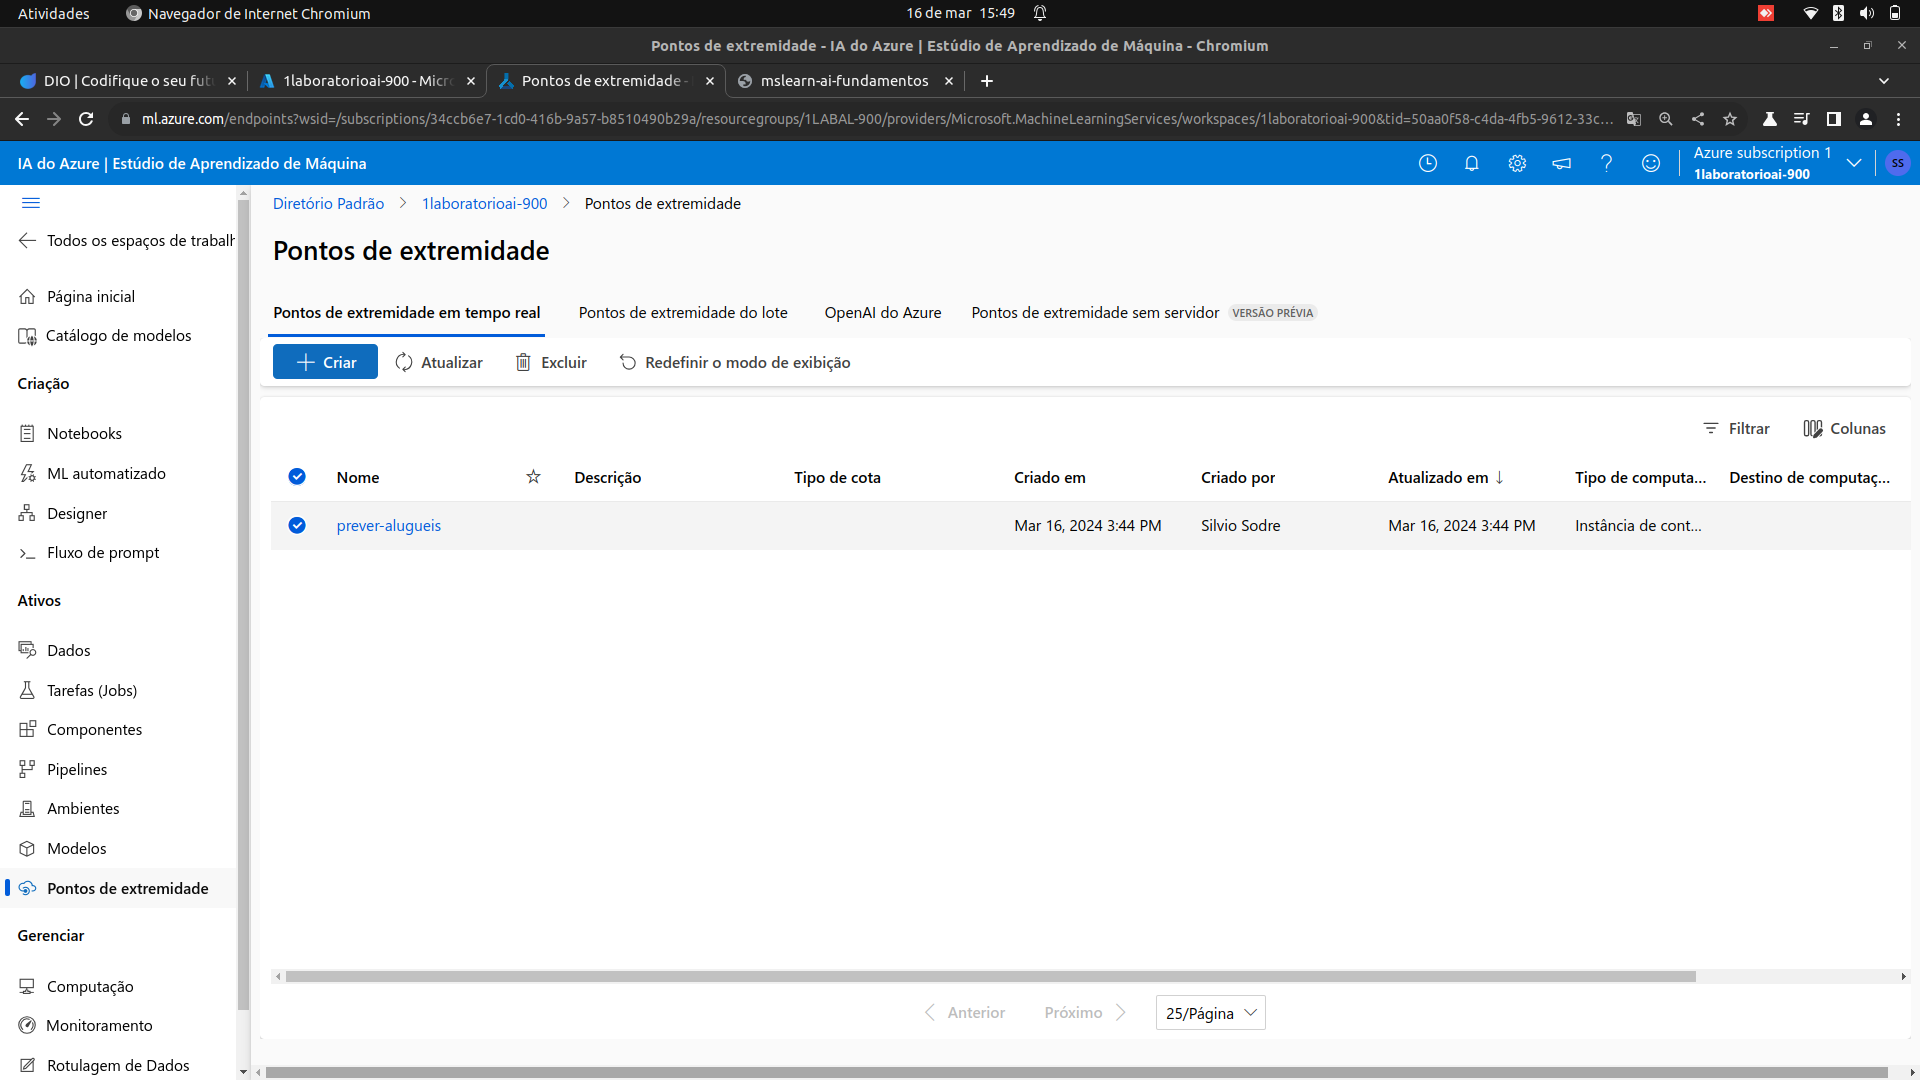 Atividades
Navegador de Internet Chromium
16 de mar 15:49
Pontos de extremidade - IA do Azure | Estúdio de Aprendizado de Máquina - Chromium
DIO | Codifique o seu futu
1laboratorioai-900 - Micro
Pontos de extremidade -
mslearn-ai-fundamentos
ml.azure.com/endpoints?wsid=/subscriptions/34ccb6e7-1cd0-416b-9a57-b8510490b29a/resourcegroups/1LABAL-900/providers/Microsoft.MachineLearningServices/workspaces/1laboratorioai-900&tid=50aa0f58-c4da-4fb5-9612-33c...
IA do Azure | Estúdio de Aprendizado de Máquina
Azure subscription 1
1laboratorioai-900
SS
Todos os espaços de trabalh
Página inicial
Catálogo de modelos
Criação
Notebooks
ML automatizado
Designer
Fluxo de prompt
Ativos
Dados
Tarefas (Jobs)
Componentes
Pipelines
Ambientes
Modelos
Pontos de extremidade
Gerenciar
Computação
Monitoramento
Rotulagem de Dados
Diretório Padrão > 1laboratorioai-900 > Pontos de extremidade
Pontos de extremidade
Pontos de extremidade em tempo real
Pontos de extremidade do lote
OpenAI do Azure
Pontos de extremidade sem servidor VERSÃO PRÉVIA
Criar
Atualizar
Excluir
Redefinir o modo de exibição
Filtrar
Colunas
Nome Descrição Tipo de cota Criado em Criado por Atualizado em ↓ Tipo de computa... Destino de computaç...
prever-alugueis Mar 16, 2024 3:44 PM Silvio Sodre Mar 16, 2024 3:44 PM Instância de cont...
Anterior
Próximo
25/Página